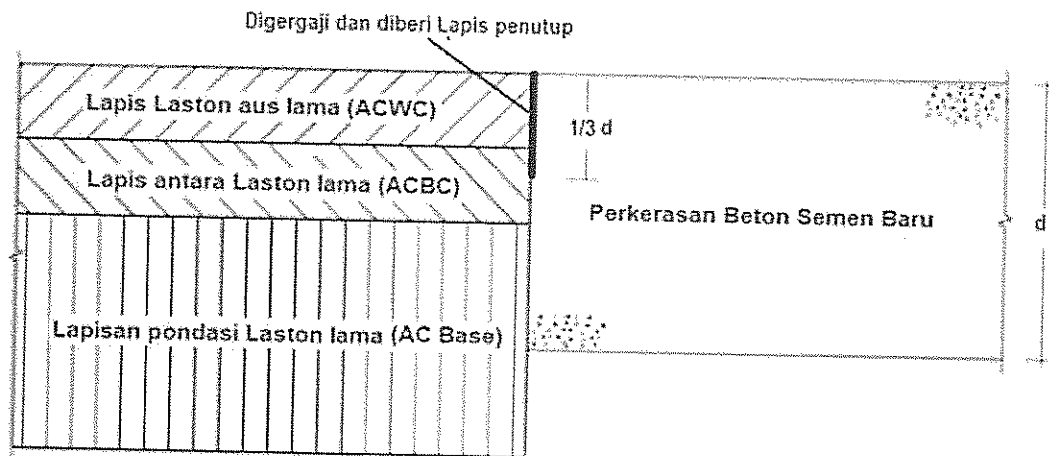 Digergaji dan diberi Lapis penutup
Lapis Laston aus lama (ACWC)
1/3 d
Lapis antara Laston lama (ACBC)
Perkerasan Beton Semen Baru
d
Lapisan pondasi Laston lama (AC Base)